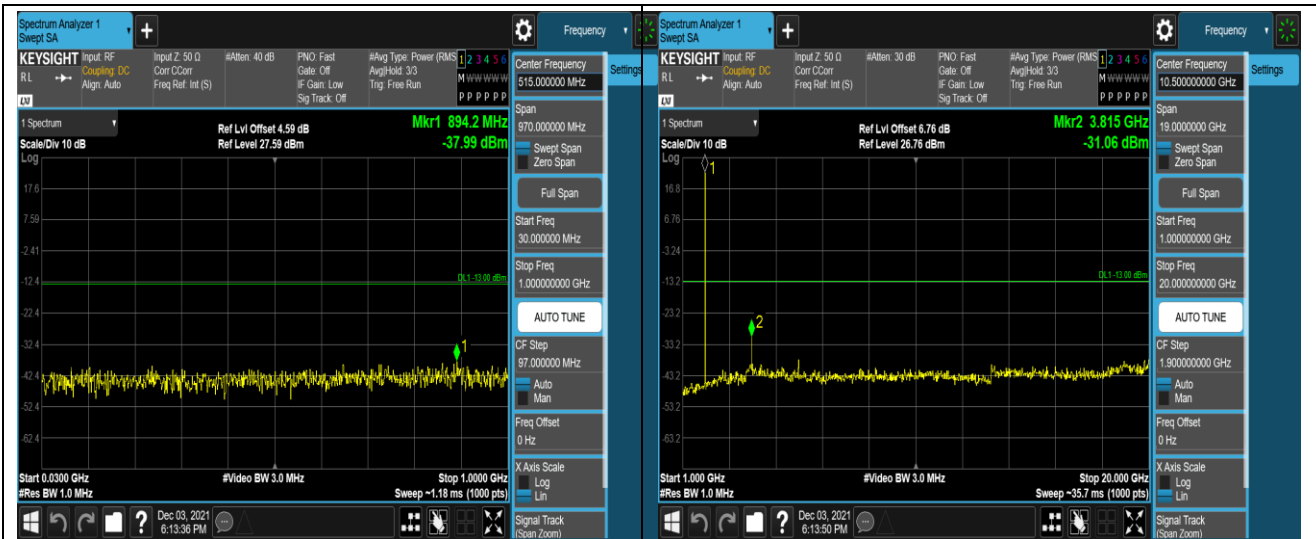 Spectrum Analyzer 1
Swept SA
+
Frequency
KEYSIGHT
RL
LXI
Input: RF
Coupling: DC
Align: Auto
Input Z: 50 Ω
Corr CCorr
Freq Ref: Int (S)
#Atten: 40 dB
PNO: Fast
Gate: Off
IF Gain: Low
Sig Track: Off
#Avg Type: Power (RMS
Avg|Hold: 3/3
Trig: Free Run
1 2 3 4 5 6
M W W W W W
P P P P P P
Center Frequency
515.000000 MHz
Settings
Span
970.000000 MHz
Swept Span
Zero Span
Full Span
Start Freq
30.000000 MHz
Stop Freq
1.000000000 GHz
AUTO TUNE
CF Step
97.000000 MHz
Auto
Man
Freq Offset
0 Hz
X Axis Scale
Log
Lin
Signal Track
(Span Zoom)
1 Spectrum
Scale/Div 10 dB
Ref Lvl Offset 4.59 dB
Ref Level 27.59 dBm
Mkr1 894.2 MHz
-37.99 dBm
Log
17.6
7.59
-2.41
DL1 -13.00 dBm
-12.4
-22.4
-32.4
1
-42.4
-52.4
-62.4
Start 0.0300 GHz
#Video BW 3.0 MHz
Stop 1.0000 GHz
#Res BW 1.0 MHz
Sweep ~1.18 ms (1000 pts)
?
Dec 03, 2021
6:13:36 PM
Spectrum Analyzer 1
Swept SA
+
Frequency
KEYSIGHT
RL
LXI
Input: RF
Coupling: DC
Align: Auto
Input Z: 50 Ω
Corr CCorr
Freq Ref: Int (S)
#Atten: 30 dB
PNO: Fast
Gate: Off
IF Gain: Low
Sig Track: Off
#Avg Type: Power (RMS
Avg|Hold: 3/3
Trig: Free Run
1 2 3 4 5 6
M W W W W W
P P P P P P
Center Frequency
10.500000000 GHz
Settings
Span
19.0000000 GHz
Swept Span
Zero Span
Full Span
Start Freq
1.000000000 GHz
Stop Freq
20.000000000 GHz
AUTO TUNE
CF Step
1.900000000 GHz
Auto
Man
Freq Offset
0 Hz
X Axis Scale
Log
Lin
Signal Track
(Span Zoom)
1 Spectrum
Scale/Div 10 dB
Ref Lvl Offset 6.76 dB
Ref Level 26.76 dBm
Mkr2 3.815 GHz
-31.06 dBm
Log
1
16.8
6.76
-3.24
DL1 -13.00 dBm
-13.2
-23.2
2
-33.2
-43.2
-53.2
-63.2
Start 1.000 GHz
#Video BW 3.0 MHz
Stop 20.000 GHz
#Res BW 1.0 MHz
Sweep ~35.7 ms (1000 pts)
?
Dec 03, 2021
6:13:50 PM